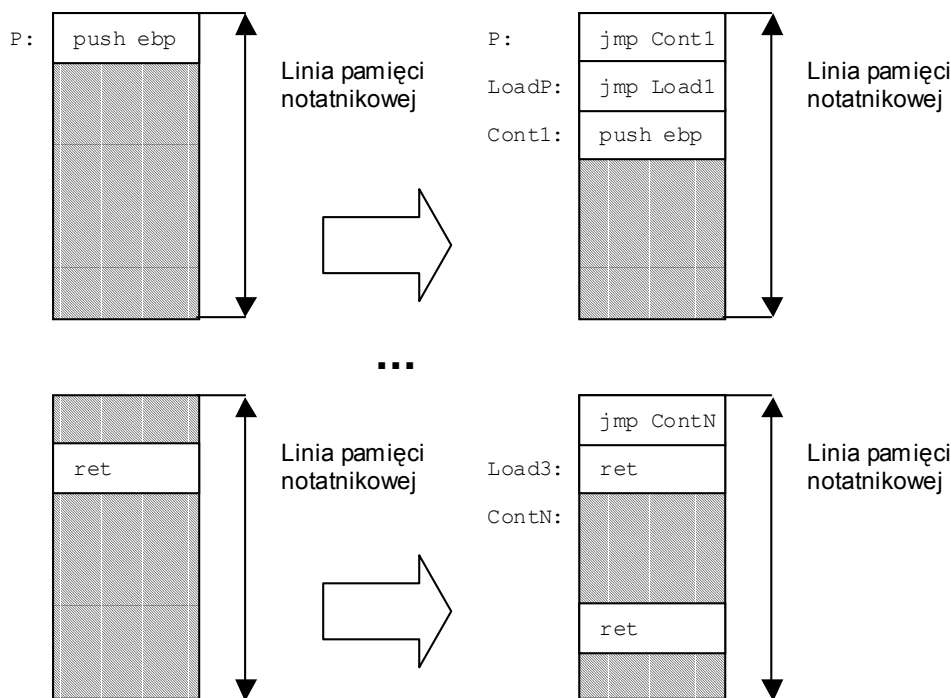 P: push ebp
Linia pamięci
notatnikowej
P: jmp Cont1
LoadP: jmp Load1
Cont1: push ebp
Linia pamięci
notatnikowej
...
ret
Linia pamięci
notatnikowej
jmp ContN
Load3: ret
ContN:
ret
Linia pamięci
notatnikowej